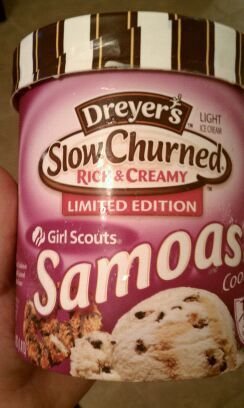 Dreyer's
LIGHT
ICE CREAM
Slow Churned
RICH & CREAMY
LIMITED EDITION
Girl Scouts
Samoas
Coo